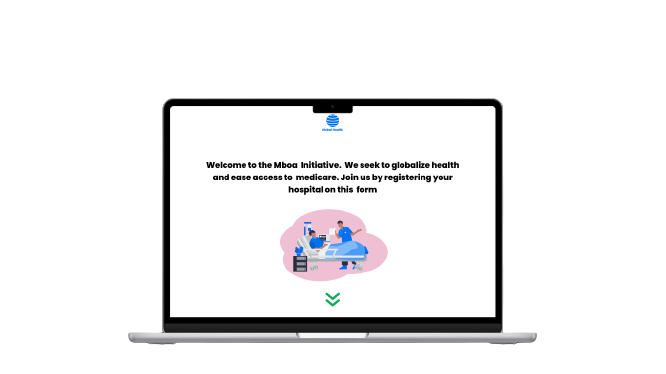 Global Health
Welcome to the Mboa Initiative. We seek to globalize health
and ease access to medicare. Join us by registering your
hospital on this form